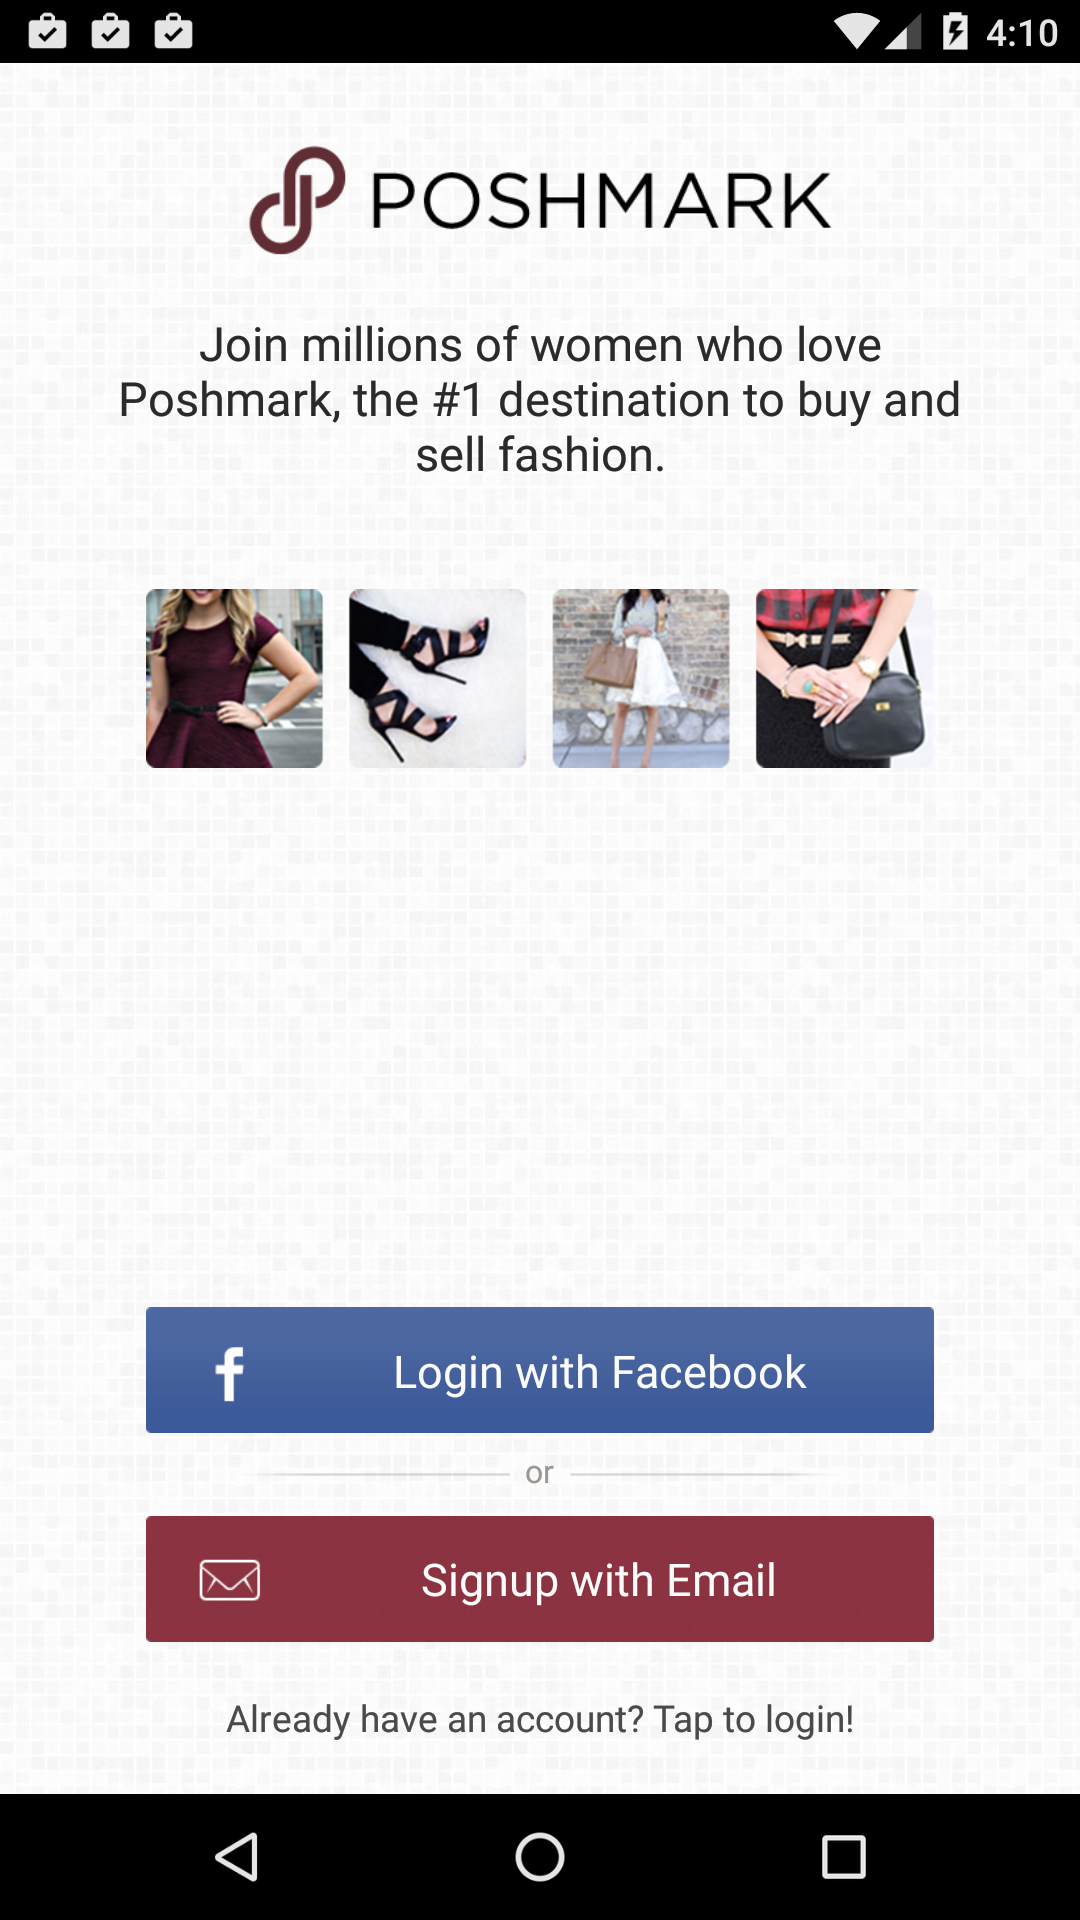 4:10
POSHMARK
Join millions of women who love
Poshmark, the #1 destination to buy and
sell fashion.
f Login with Facebook
or
Signup with Email
Already have an account? Tap to login!